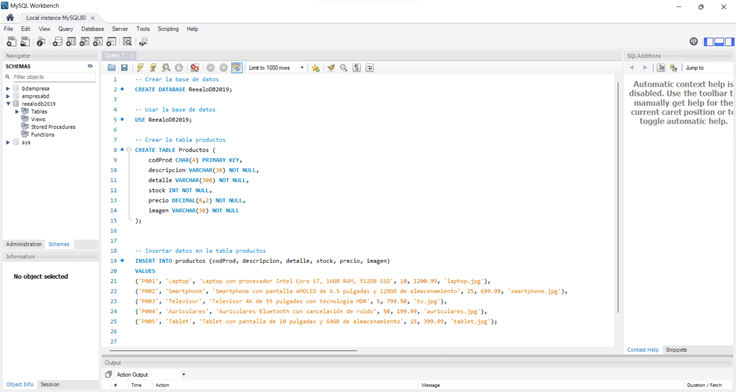 MySQL Workbench
Local instance MySQL80 ×
File Edit View Query Database Server Tools Scripting Help
Navigator
SCHEMAS
Filter objects
bdempresa
empresabd
reealodb2019
Tables
Views
Stored Procedures
Functions
sys
Administration Schemas
Information
No object selected
Object Info Session
Query 1
Limit to 1000 rows
1 -- Crear la base de datos
2 CREATE DATABASE ReealoDB2019;
3
4 -- Usar la base de datos
5 USE ReealoDB2019;
6
7 -- Crear la tabla productos
8 CREATE TABLE Productos (
9 codProd CHAR(4) PRIMARY KEY,
10 descripcion VARCHAR(30) NOT NULL,
11 detalle VARCHAR(300) NOT NULL,
12 stock INT NOT NULL,
13 precio DECIMAL(8,2) NOT NULL,
14 imagen VARCHAR(30) NOT NULL
15 );
16
17
18 -- Insertar datos en la tabla productos
19 INSERT INTO productos (codProd, descripcion, detalle, stock, precio, imagen)
20 VALUES
21 ('P001', 'Laptop', 'Laptop con procesador Intel Core i7, 16GB RAM, 512GB SSD', 10, 1200.99, 'laptop.jpg'),
22 ('P002', 'Smartphone', 'Smartphone con pantalla AMOLED de 6.5 pulgadas y 128GB de almacenamiento', 25, 699.99, 'smartphone.jpg'),
23 ('P003', 'Televisor', 'Televisor 4K de 55 pulgadas con tecnología HDR', 5, 799.50, 'tv.jpg'),
24 ('P004', 'Auriculares', 'Auriculares Bluetooth con cancelación de ruido', 50, 199.99, 'auriculares.jpg'),
25 ('P005', 'Tablet', 'Tablet con pantalla de 10 pulgadas y 64GB de almacenamiento', 15, 399.99, 'tablet.jpg');
26
27
Output
Action Output
# Time Action Message Duration / Fetch
SQLAdditions
Jump to
Automatic context help is
disabled. Use the toolbar t
manually get help for the
current caret position or to
toggle automatic help.
Context Help Snippets